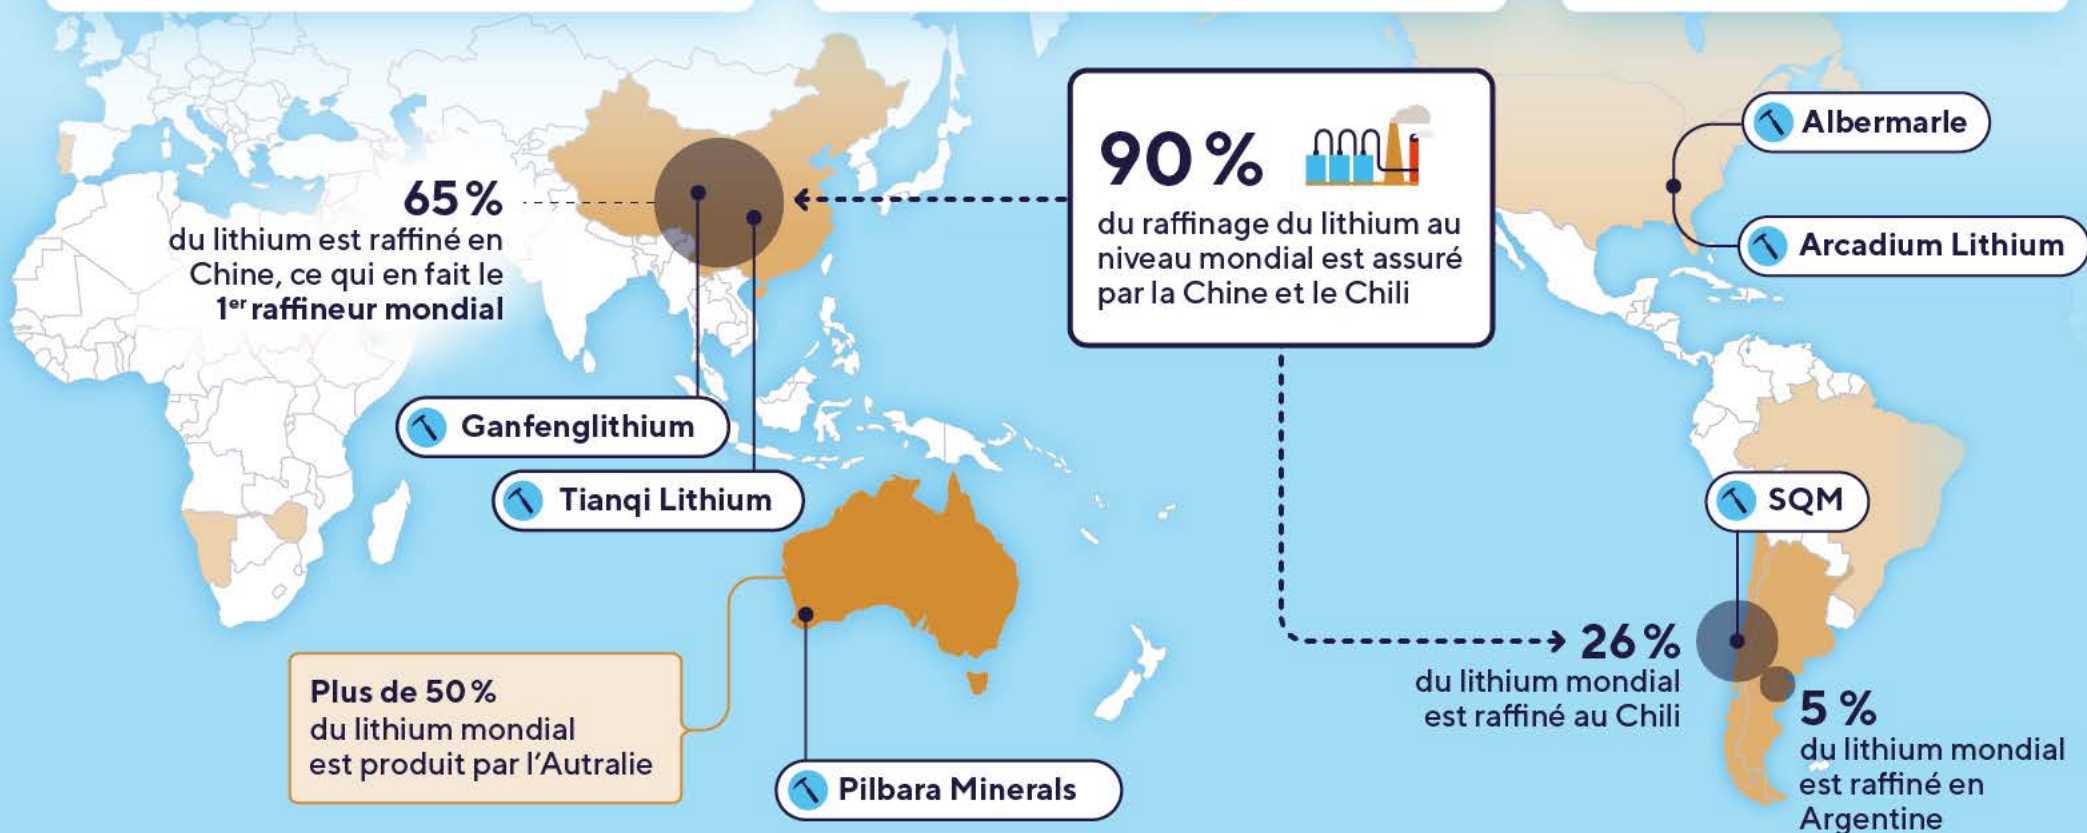 65 %
du lithium est raffiné en
Chine, ce qui en fait le
1er raffineur mondial
90 %
du raffinage du lithium au
niveau mondial est assuré
par la Chine et le Chili
Albermarle
Arcadium Lithium
Ganfenglithium
Tianqi Lithium
SQM
Plus de 50 %
du lithium mondial
est produit par l'Autralie
Pilbara Minerals
26 %
du lithium mondial
est raffiné au Chili
5 %
du lithium mondial
est raffiné en
Argentine